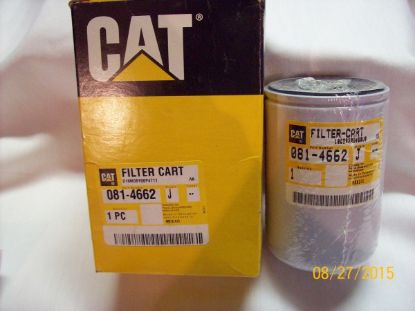 CAT
CAT
FILTER CART
081-4662 J --
1 PC
CAT
FILTER-CART
081-4662 J --
1
08/27/2015